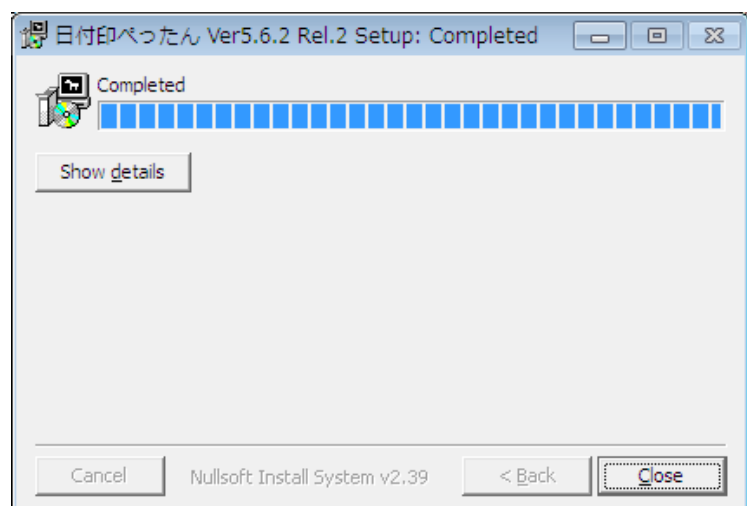 日付印ぺったん Ver5.6.2 Rel.2 Setup: Completed
Completed
Show details
Cancel Nullsoft Install System v2.39 < Back Close